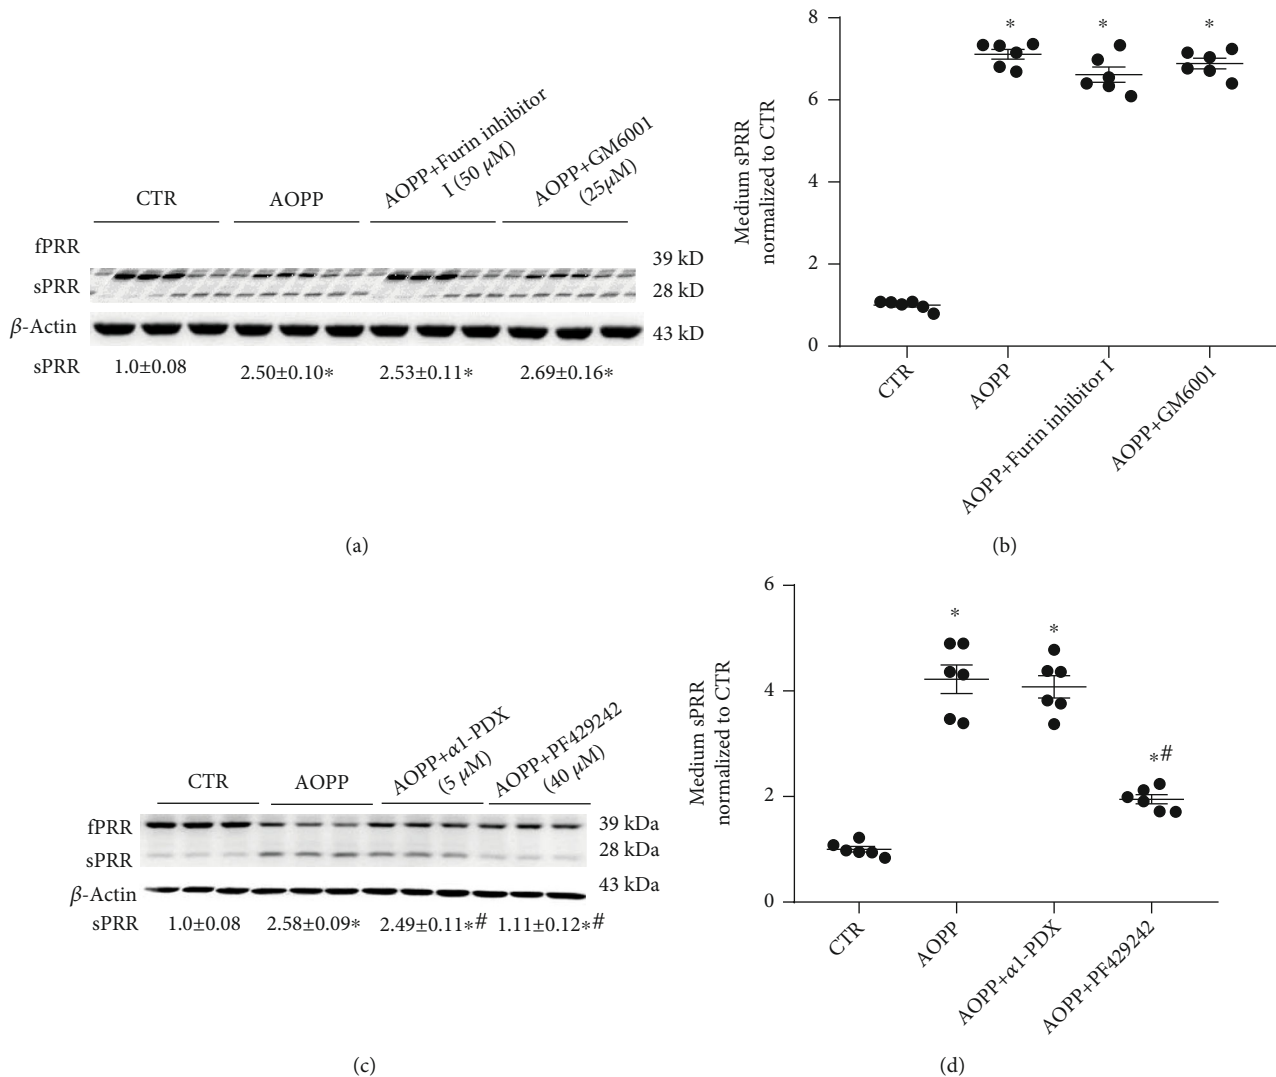 CTR
AOPP
AOPP+Furin inhibitor
I (50 µM)
AOPP+GM6001
(25µM)
fPRR
39 kD
sPRR
28 kD
β-Actin
43 kD
sPRR
1.0±0.08
2.50±0.10*
2.53±0.11*
2.69±0.16*
(a)
Medium sPRR
normalized to CTR
8
6
4
2
0
*
*
*
CTR
AOPP
AOPP+Furin inhibitor I
AOPP+GM6001
(b)
CTR
AOPP
AOPP+α1-PDX
(5 µM)
AOPP+PF429242
(40 µM)
fPRR
39 kDa
sPRR
28 kDa
β-Actin
43 kDa
sPRR
1.0±0.08
2.58±0.09*
2.49±0.11*#
1.11±0.12*#
(c)
Medium sPRR
normalized to CTR
6
4
2
0
*
*
*#
CTR
AOPP
AOPP+α1-PDX
AOPP+PF429242
(d)